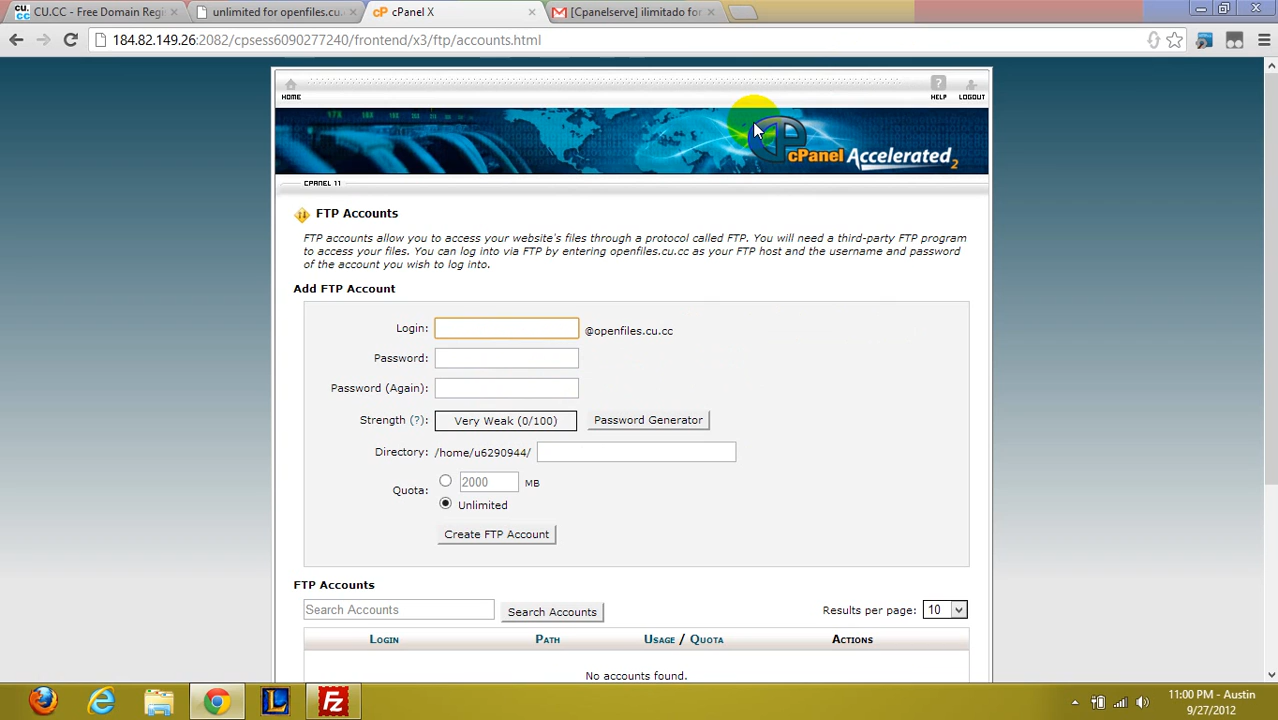 CU.CC CU.CC - Free Domain Regi × unlimited for openfiles.cu. × cP cPanel X × [Cpanelserve] ilimitado for ×
184.82.149.26:2082/cpsess6090277240/frontend/x3/ftp/accounts.html
HOME ? HELP LOGOUT
cPanel Accelerated 2
CPANEL 11
FTP Accounts
FTP accounts allow you to access your website's files through a protocol called FTP. You will need a third-party FTP program
to access your files. You can log into via FTP by entering openfiles.cu.cc as your FTP host and the username and password
of the account you wish to log into.
Add FTP Account
Login: @openfiles.cu.cc
Password:
Password (Again):
Strength (?): Very Weak (0/100) Password Generator
Directory: /home/u6290944/
Quota: 2000 MB
Unlimited
Create FTP Account
FTP Accounts
Search Accounts Search Accounts Results per page: 10
LOGIN PATH USAGE / QUOTA ACTIONS
No accounts found.
L Fz 11:00 PM - Austin
9/27/2012